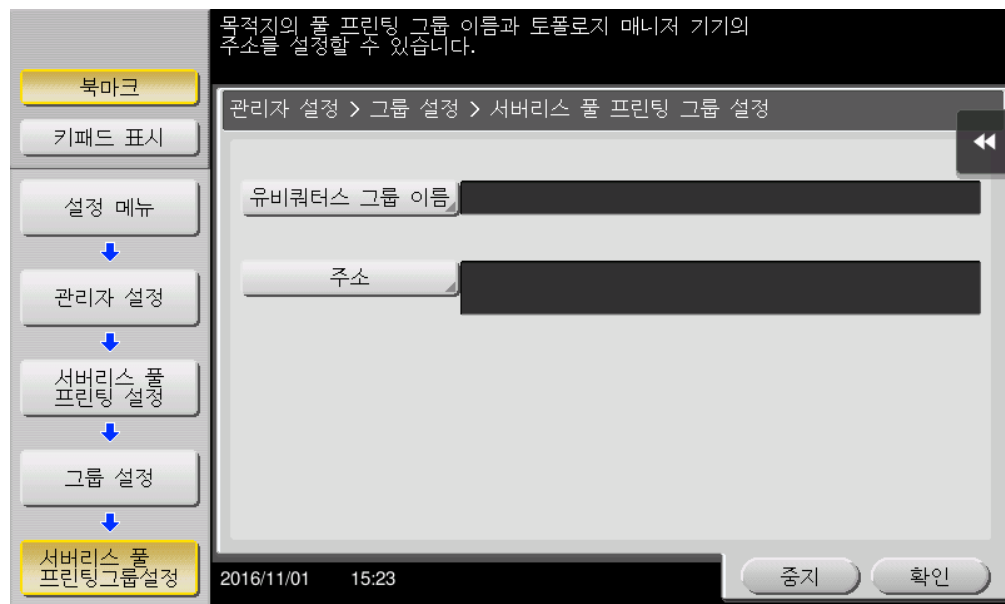 목적지의 풀 프린팅 그룹 이름과 토폴로지 매니저 기기의
주소를 설정할 수 있습니다.
북마크
키패드 표시
설정 메뉴
관리자 설정
서버리스 풀
프린팅 설정
그룹 설정
서버리스 풀
프린팅그룹설정
관리자 설정 > 그룹 설정 > 서버리스 풀 프린팅 그룹 설정
유비쿼터스 그룹 이름
주소
2016/11/01 15:23
중지
확인